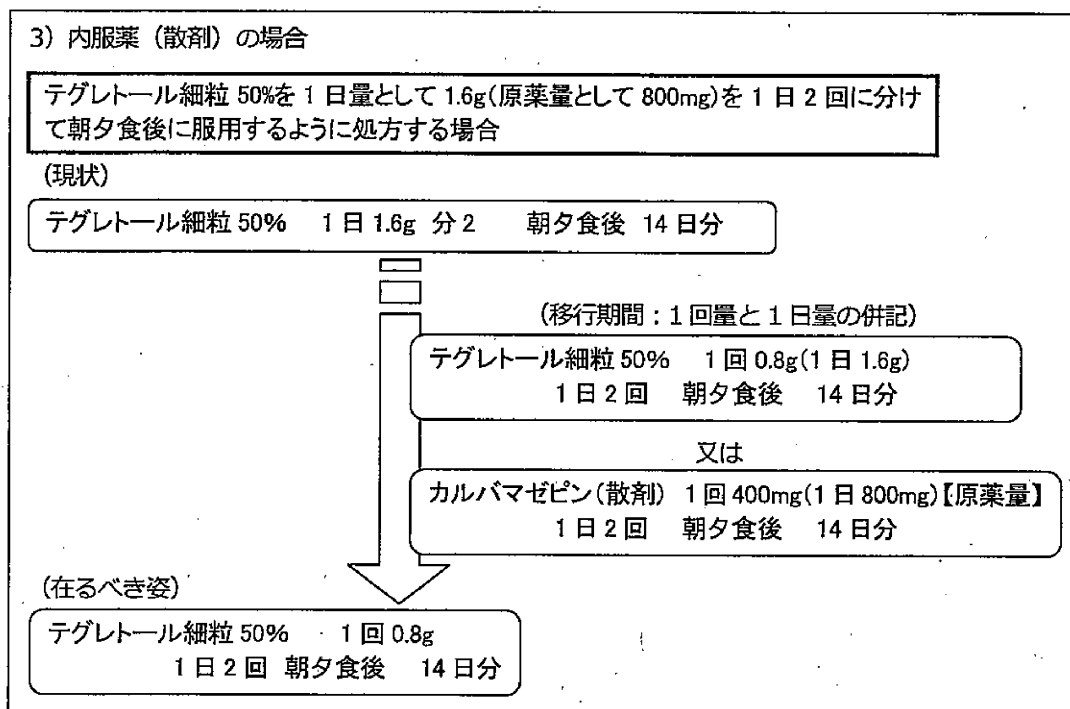 3）内服薬（散剤）の場合
テグレトール細粒 50%を 1 日量として 1.6g(原薬量として 800mg)を 1 日 2 回に分け
て朝夕食後に服用するように処方する場合
(現状)
テグレトール細粒 50% 1 日 1.6g 分 2 朝夕食後 14 日分
(移行期間：1 回量と 1 日量の併記)
テグレトール細粒 50% 1 回 0.8g(1 日 1.6g)
1 日 2 回 朝夕食後 14 日分
又は
カルバマゼピン(散剤) 1 回 400mg(1 日 800mg)【原薬量】
1 日 2 回 朝夕食後 14 日分
(在るべき姿)
テグレトール細粒 50% 1 回 0.8g
1 日 2 回 朝夕食後 14 日分